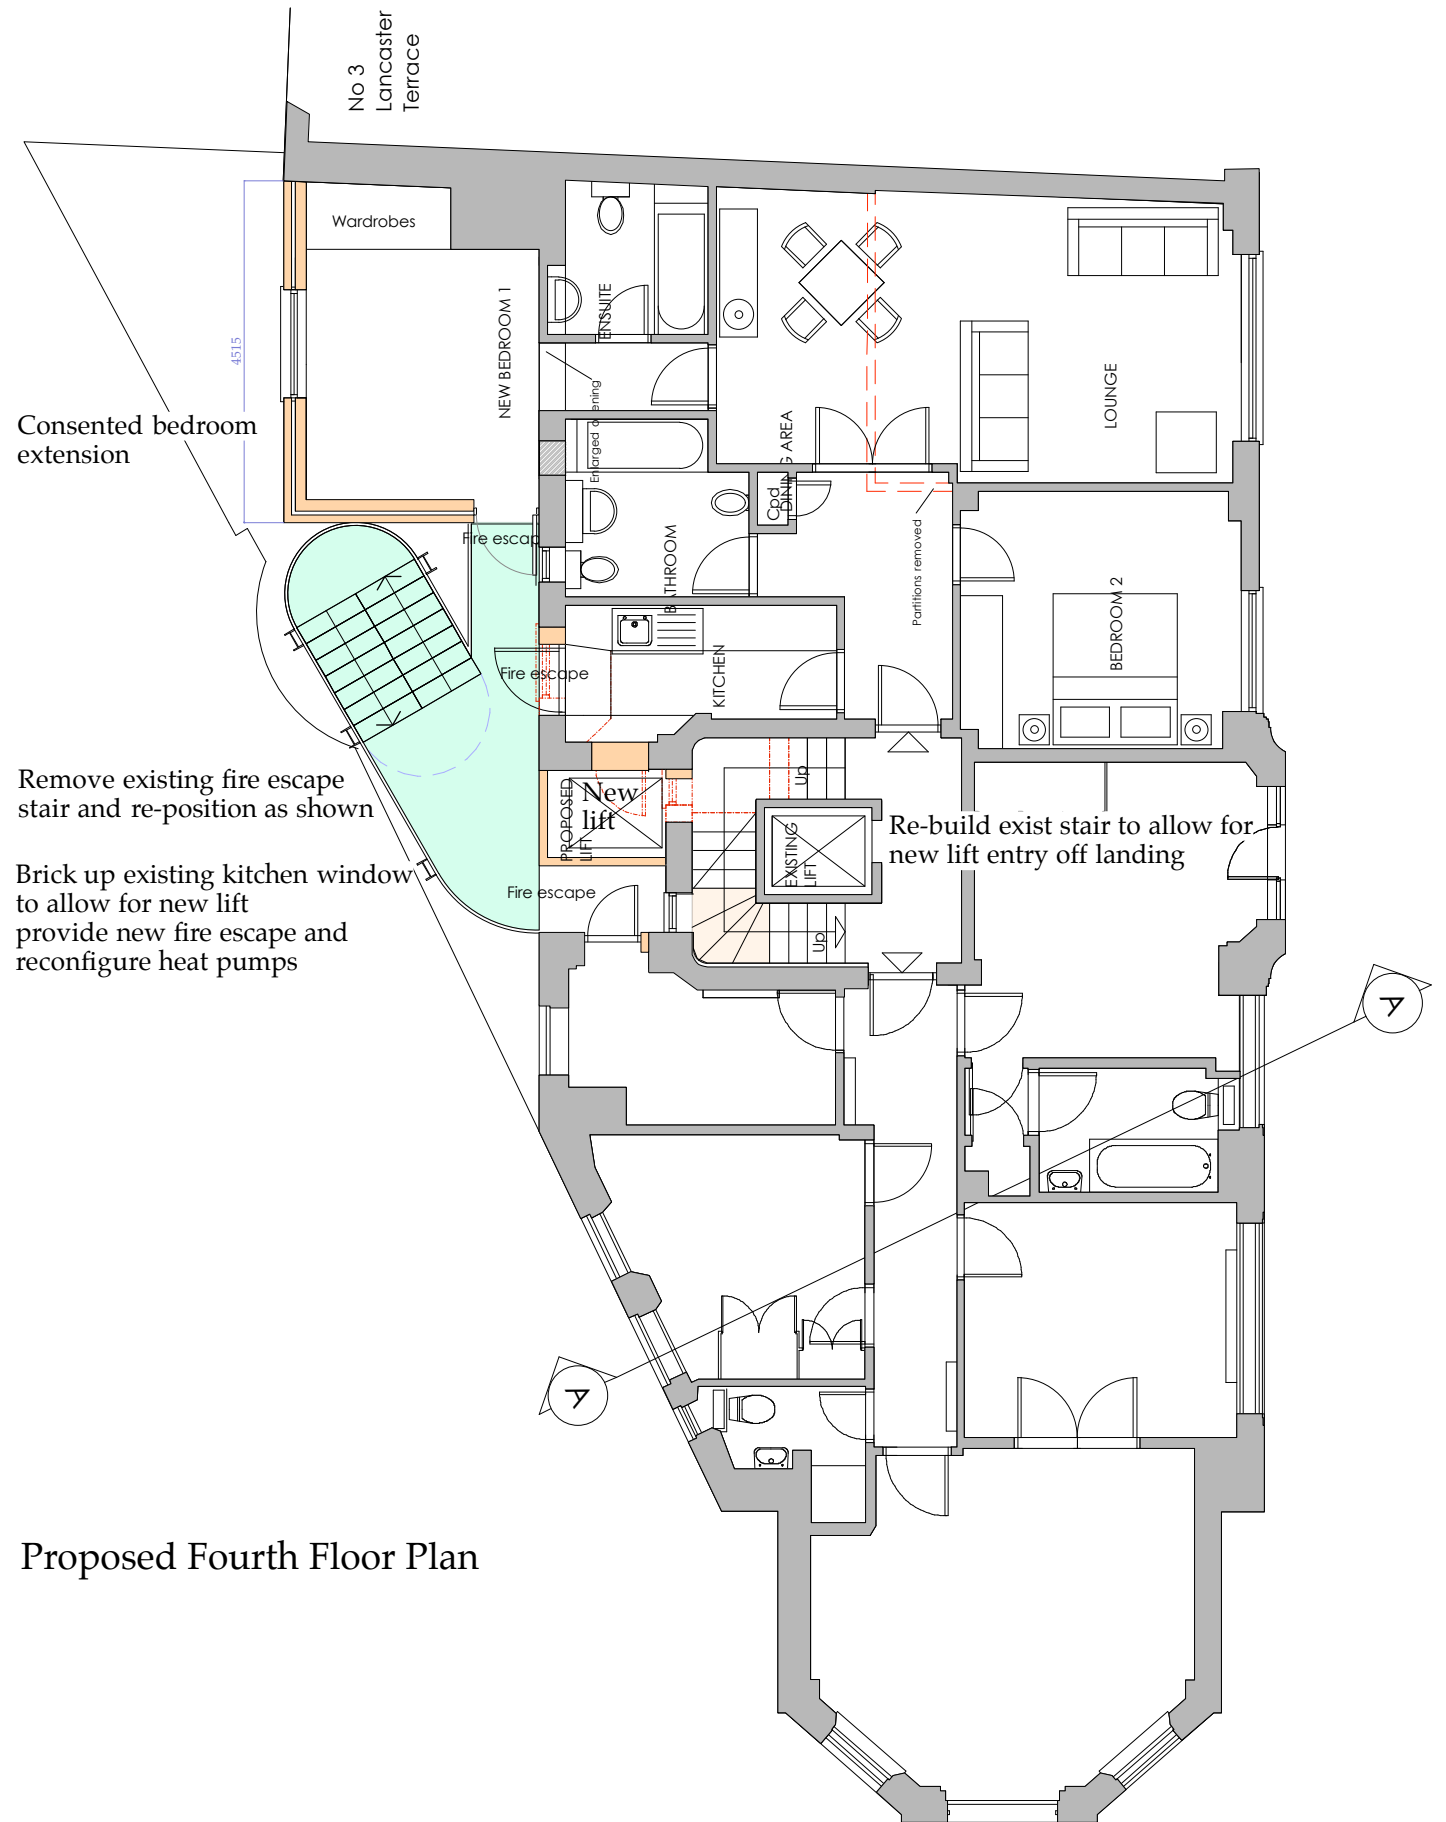 No 3
Lancaster
Terrace
Wardrobes
ENSUITE
NEW BEDROOM 1
4515
LOUNGE
Enlarged opening
DINING AREA
Consented bedroom
extension
Cpd
Fire escape
BATHROOM
Partitions removed
BEDROOM 2
Fire escape
KITCHEN
Remove existing fire escape
stair and re-position as shown
PROPOSED
LIFT
New
lift
Up
EXISTING
LIFT
Re-build exist stair to allow for
new lift entry off landing
Brick up existing kitchen window
to allow for new lift
provide new fire escape and
reconfigure heat pumps
Fire escape
Up
A
A
Proposed Fourth Floor Plan